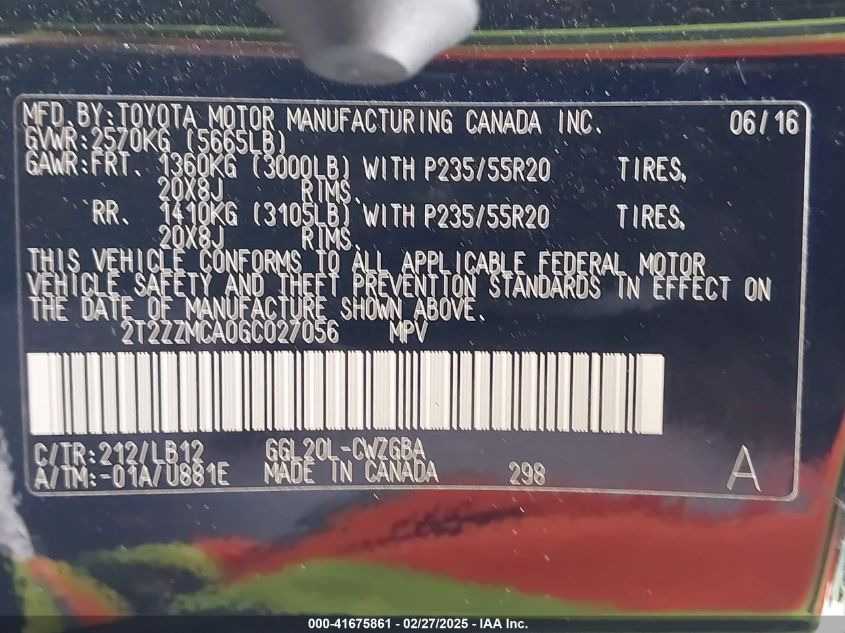 MFD.BY:TOYOTA MOTOR MANUFACTURING CANADA INC. 06/16
GVWR:2570KG (5665LB)
GAWR:FRT. 1360KG (3000LB) WITH P235/55R20 TIRES,
20X8J RIMS,
RR. 1410KG (3105LB) WITH P235/55R20 TIRES,
20X8J RIMS,
THIS VEHICLE CONFORMS TO ALL APPLICABLE FEDERAL MOTOR
VEHICLE SAFETY AND THEFT PREVENTION STANDARDS IN EFFECT ON
THE DATE OF MANUFACTURE SHOWN ABOVE.
2T2ZZMCA0GC027056 MPV
C/TR:212/LB12 GGL20L-CWZGBA
A/TM:-01A/U881E MADE IN CANADA 298 A
000-41675861 - 02/27/2025 - IAA Inc.